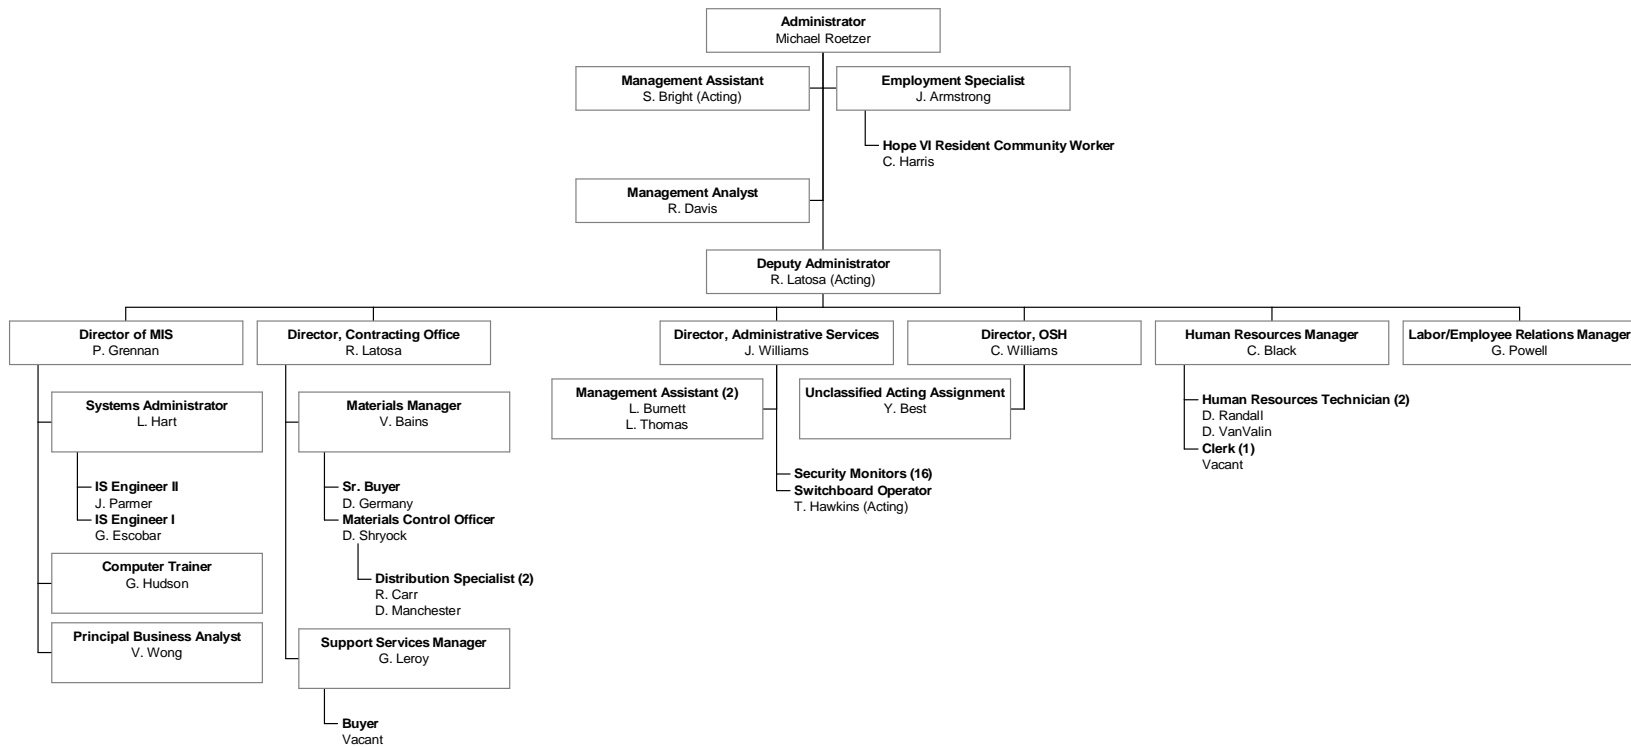 Administrator
Michael Roetzer
Management Assistant
S. Bright (Acting)
Employment Specialist
J. Armstrong
Hope VI Resident Community Worker
C. Harris
Management Analyst
R. Davis
Deputy Administrator
R. Latosa (Acting)
Director of MIS
P. Grennan
Systems Administrator
L. Hart
IS Engineer II
J. Parmer
IS Engineer I
G. Escobar
Computer Trainer
G. Hudson
Principal Business Analyst
V. Wong
Director, Contracting Office
R. Latosa
Materials Manager
V. Bains
Sr. Buyer
D. Germany
Materials Control Officer
D. Shryock
Distribution Specialist (2)
R. Carr
D. Manchester
Support Services Manager
G. Leroy
Buyer
Vacant
Director, Administrative Services
J. Williams
Management Assistant (2)
L. Burnett
L. Thomas
Security Monitors (16)
Switchboard Operator
T. Hawkins (Acting)
Director, OSH
C. Williams
Unclassified Acting Assignment
Y. Best
Human Resources Manager
C. Black
Human Resources Technician (2)
D. Randall
D. VanValin
Clerk (1)
Vacant
Labor/Employee Relations Manager
G. Powell